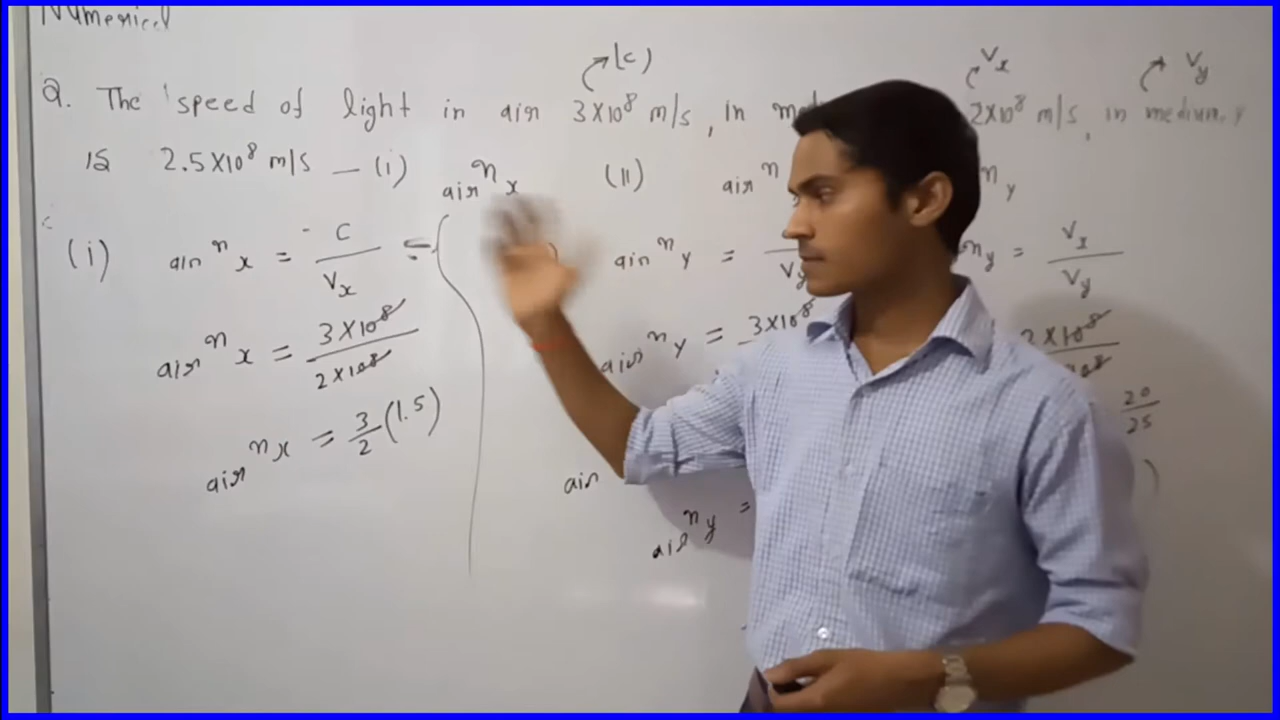 Numerical
Q. The speed of light in air 3×10⁸ m/s, in 2×10⁸ m/s, in medium y
(c)
Vx
Vy
is 2.5×10⁸ m/s — (i) air n x (ii) air n n y
(i) air n x = C / Vx =
air n x = 3×10⁸ / 2×10⁸
air n x = 3/2 (1.5)
air n y = Vy
air n y = 3×10⁸
air
air n y =
n y = Vx / Vy
2×10⁸
20 / 25